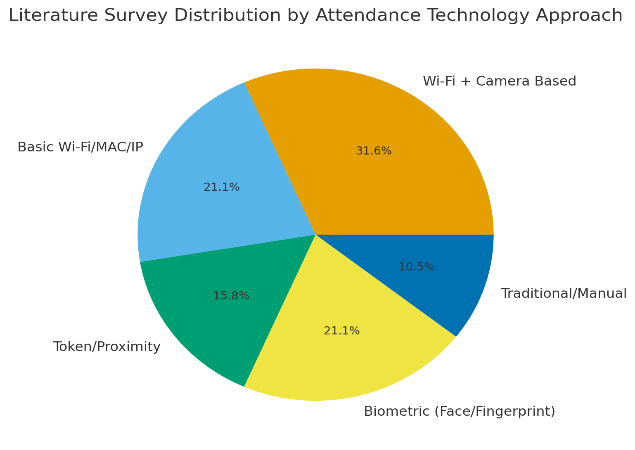 Literature Survey Distribution by Attendance Technology Approach
Wi-Fi + Camera Based
31.6%
Basic Wi-Fi/MAC/IP
21.1%
Token/Proximity
15.8%
Biometric (Face/Fingerprint)
21.1%
Traditional/Manual
10.5%